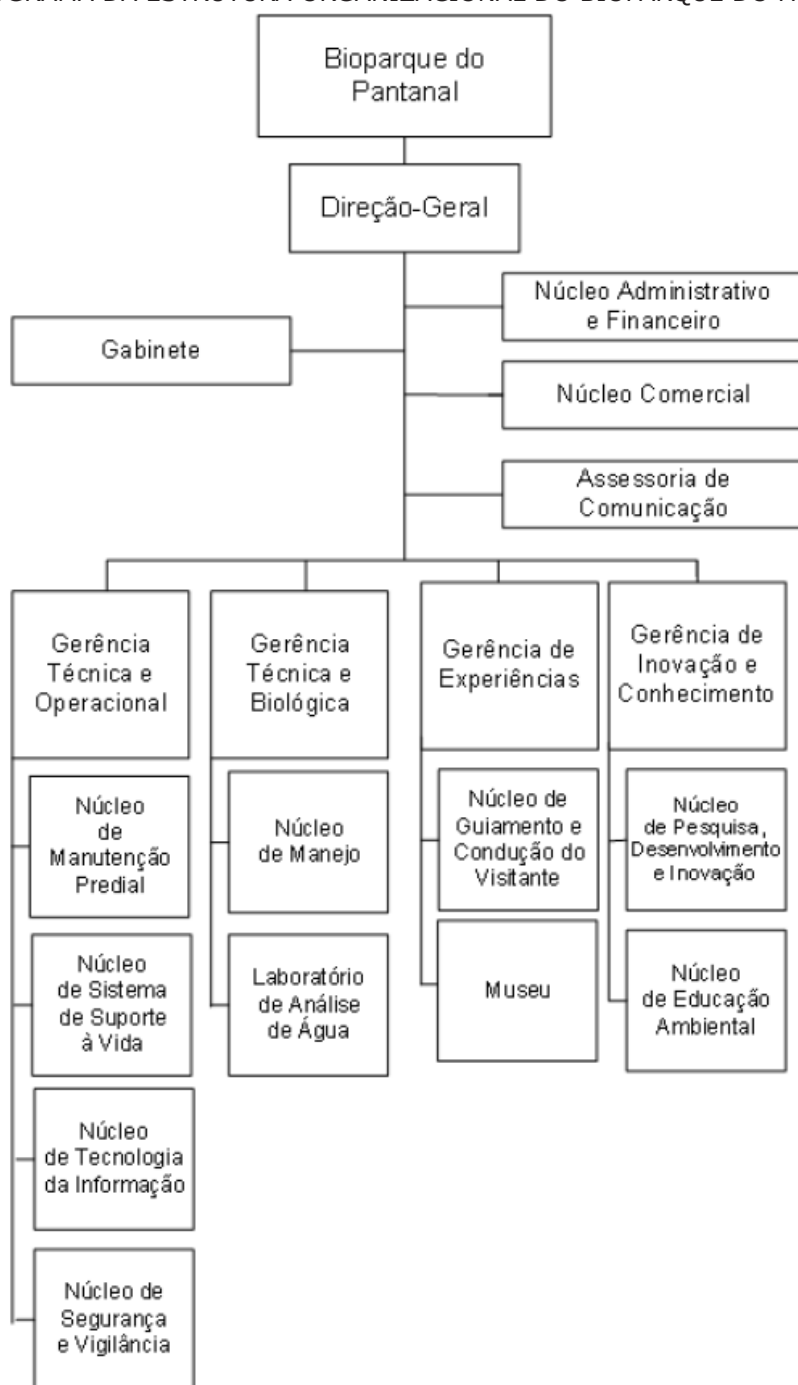 Bioparque do
Pantanal
Direção-Geral
Núcleo Administrativo
e Financeiro
Gabinete
Núcleo Comercial
Assessoria de
Comunicação
Gerência
Técnica e
Operacional
Gerência
Técnica e
Biológica
Gerência de
Experiências
Gerência de
Inovação e
Conhecimento
Núcleo
de
Manutenção
Predial
Núcleo
de Manejo
Núcleo de
Guiamento e
Condução do
Visitante
Núcleo
de Pesquisa,
Desenvolvimento
e Inovação
Núcleo
de Sistema
de Suporte
à Vida
Laboratório
de Análise
de Água
Museu
Núcleo
de Educação
Ambiental
Núcleo
de Tecnologia
da Informação
Núcleo de
Segurança
e Vigilância